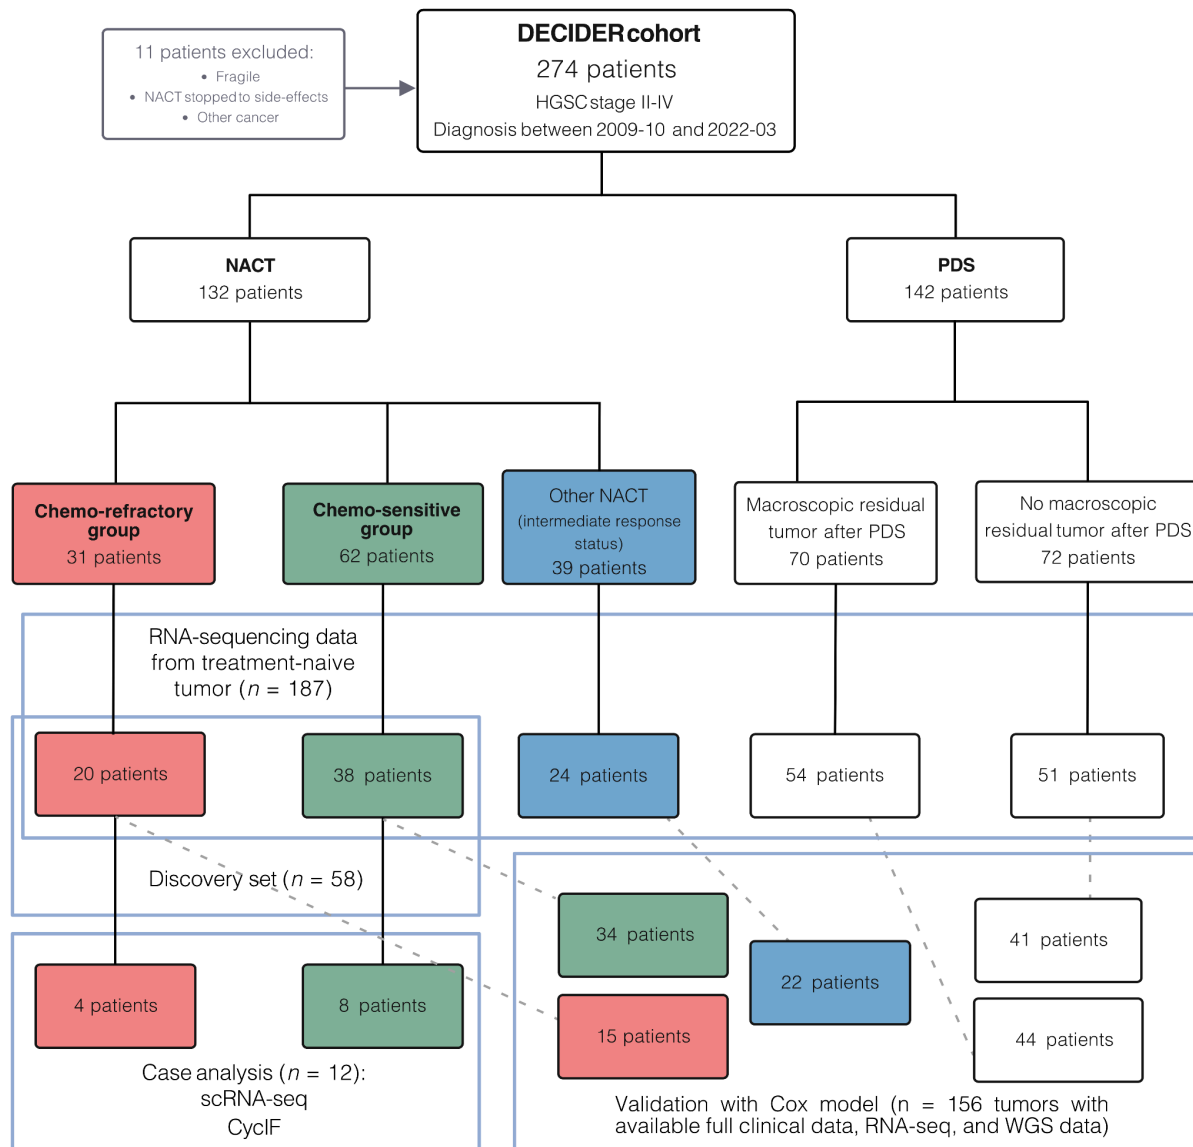 11 patients excluded:
• Fragile
• NACT stopped to side-effects
• Other cancer
DECIDER cohort
274 patients
HGSC stage II-IV
Diagnosis between 2009-10 and 2022-03
NACT
132 patients
PDS
142 patients
Chemo-refractory
group
31 patients
Chemo-sensitive
group
62 patients
Other NACT
(intermediate response
status)
39 patients
Macroscopic residual
tumor after PDS
70 patients
No macroscopic
residual tumor after PDS
72 patients
RNA-sequencing data
from treatment-naive
tumor (n = 187)
20 patients
38 patients
24 patients
54 patients
51 patients
Discovery set (n = 58)
34 patients
15 patients
22 patients
41 patients
44 patients
4 patients
8 patients
Case analysis (n = 12):
scRNA-seq
CycIF
Validation with Cox model (n = 156 tumors with
available full clinical data, RNA-seq, and WGS data)